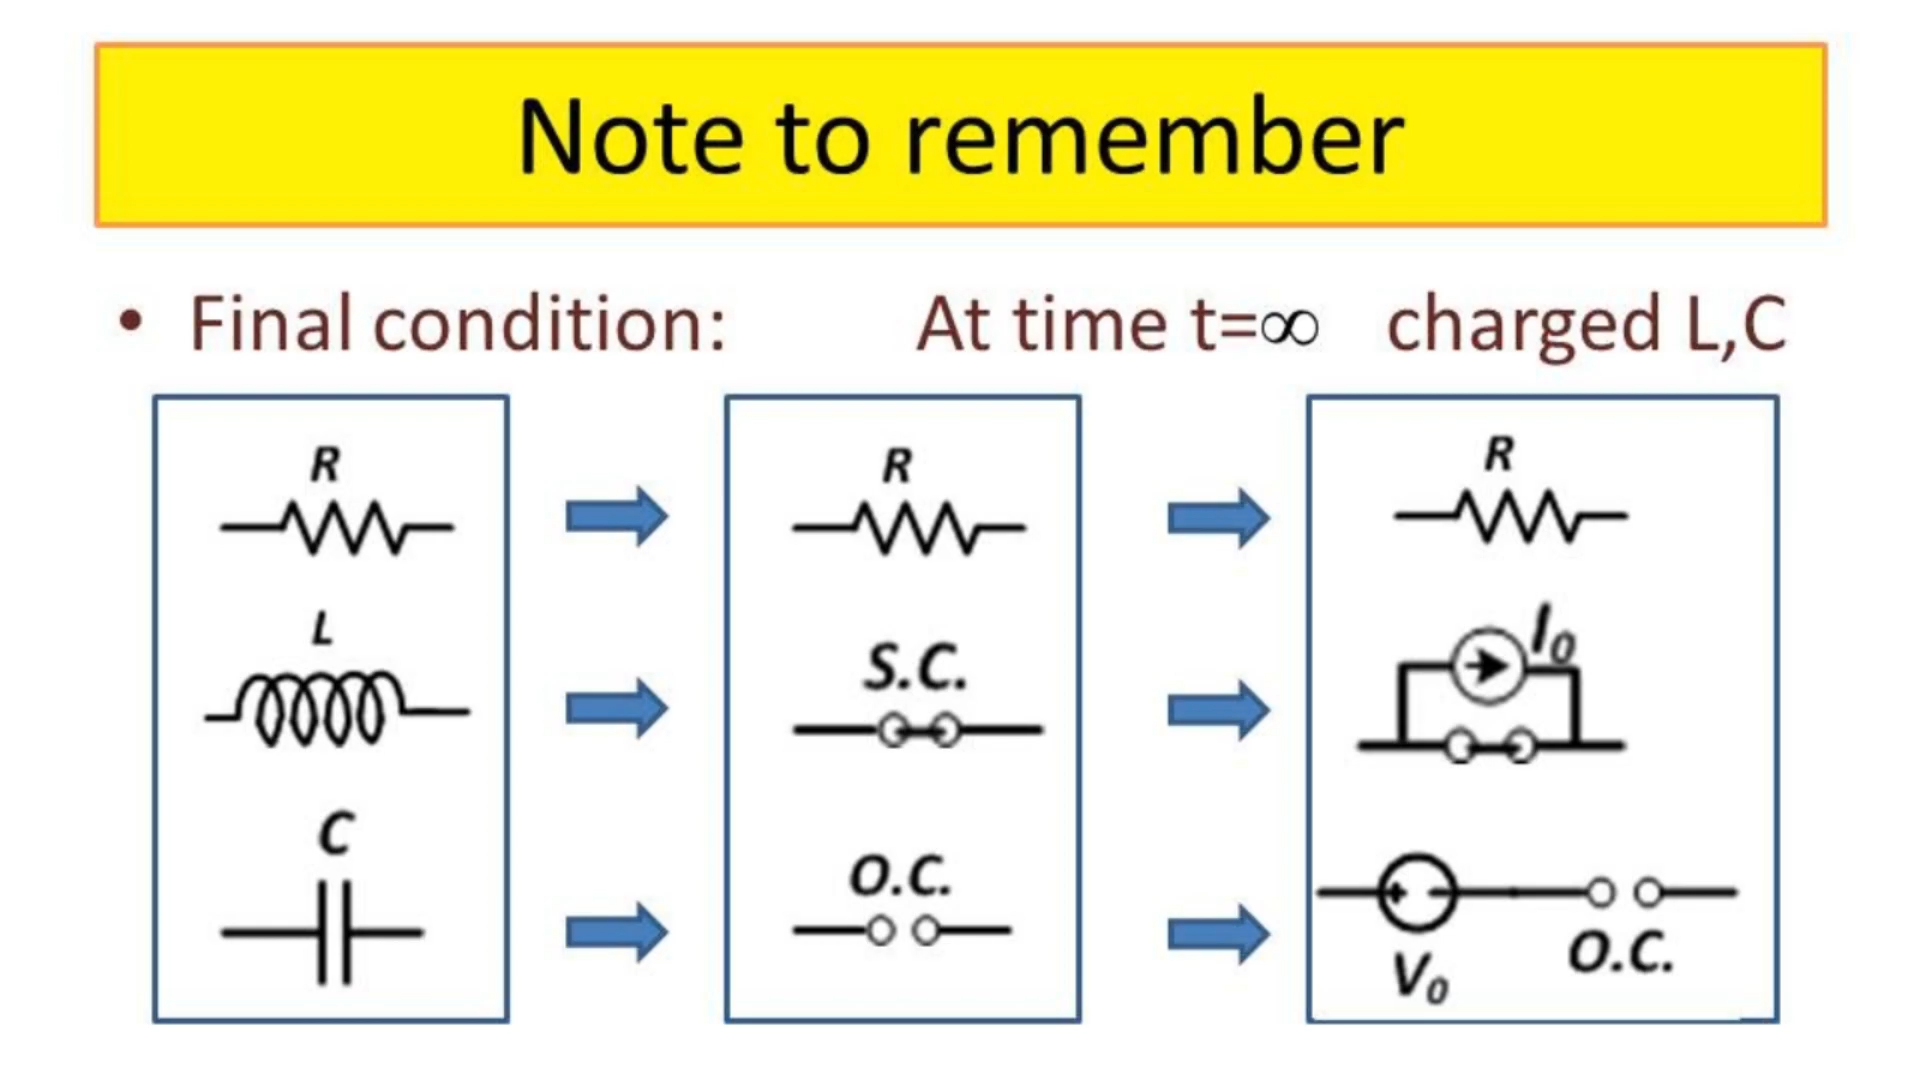 Note to remember
• Final condition: At time t=∞ charged L,C
R R R
L S.C. I₀
C O.C. V₀ O.C.